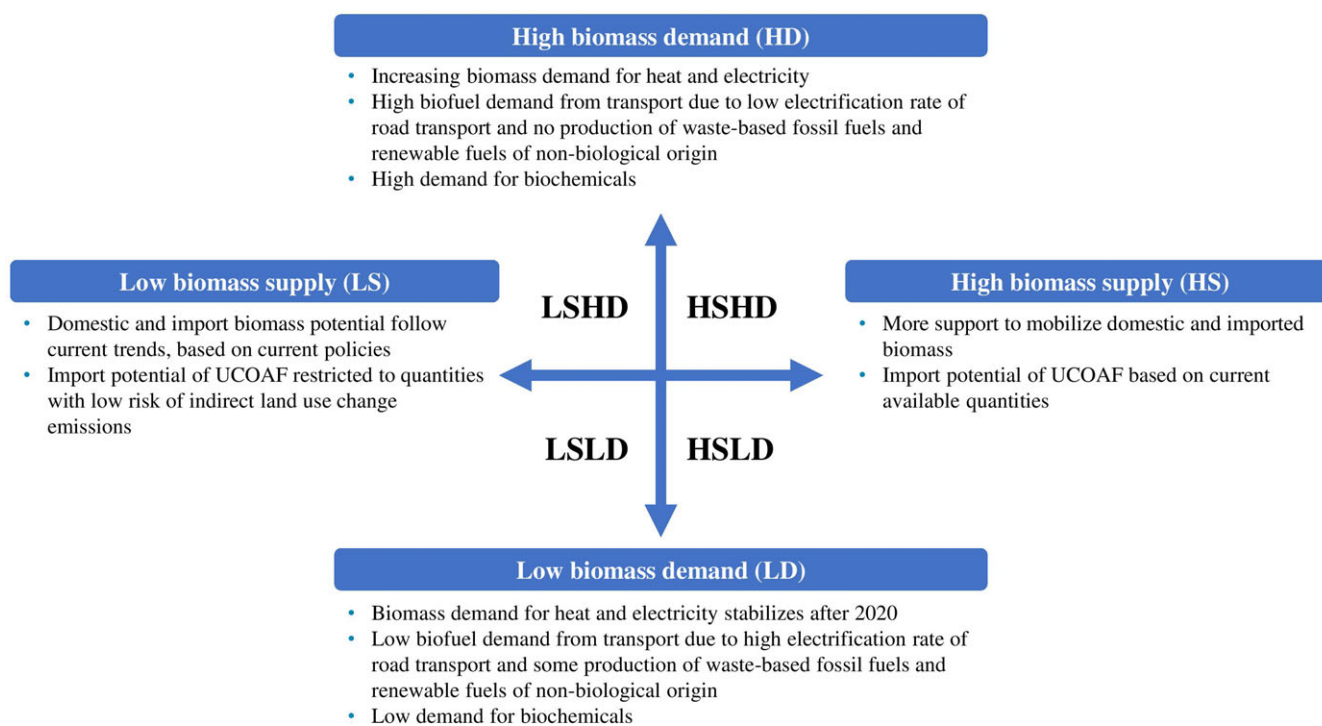 High biomass demand (HD)
• Increasing biomass demand for heat and electricity
• High biofuel demand from transport due to low electrification rate of
road transport and no production of waste-based fossil fuels and
renewable fuels of non-biological origin
• High demand for biochemicals
Low biomass supply (LS)
• Domestic and import biomass potential follow
current trends, based on current policies
• Import potential of UCOAF restricted to quantities
with low risk of indirect land use change
emissions
LSHD
HSHD
LSLD
HSLD
High biomass supply (HS)
• More support to mobilize domestic and imported
biomass
• Import potential of UCOAF based on current
available quantities
Low biomass demand (LD)
• Biomass demand for heat and electricity stabilizes after 2020
• Low biofuel demand from transport due to high electrification rate of
road transport and some production of waste-based fossil fuels and
renewable fuels of non-biological origin
• Low demand for biochemicals